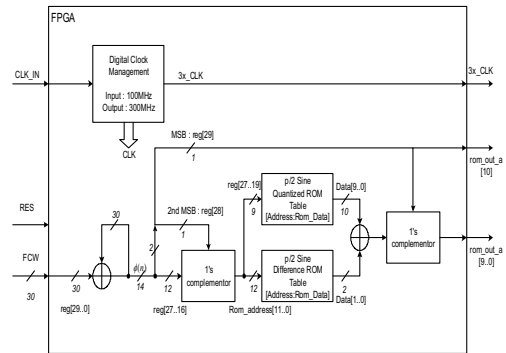 FPGA
Digital Clock
Management
Input : 100MHz
Output : 300MHz
CLK_IN
3x_CLK
3x_CLK
CLK
MSB : reg[29]
1
rom_out_a
[10]
reg[27..19]
9
p/2 Sine
Quantized ROM
Table
[Address:Rom_Data]
Data[9..0]
10
RES
30
2nd MSB : reg[28]
1
2
1's
complementor
FCW
30
30
ϕ(n)
14
12
1's
complementor
12
p/2 Sine
Difference ROM
Table
[Address:Rom_Data]
2
rom_out_a
[9..0]
reg[29..0]
reg[27..16]
Rom_address[11..0]
Data[1..0]